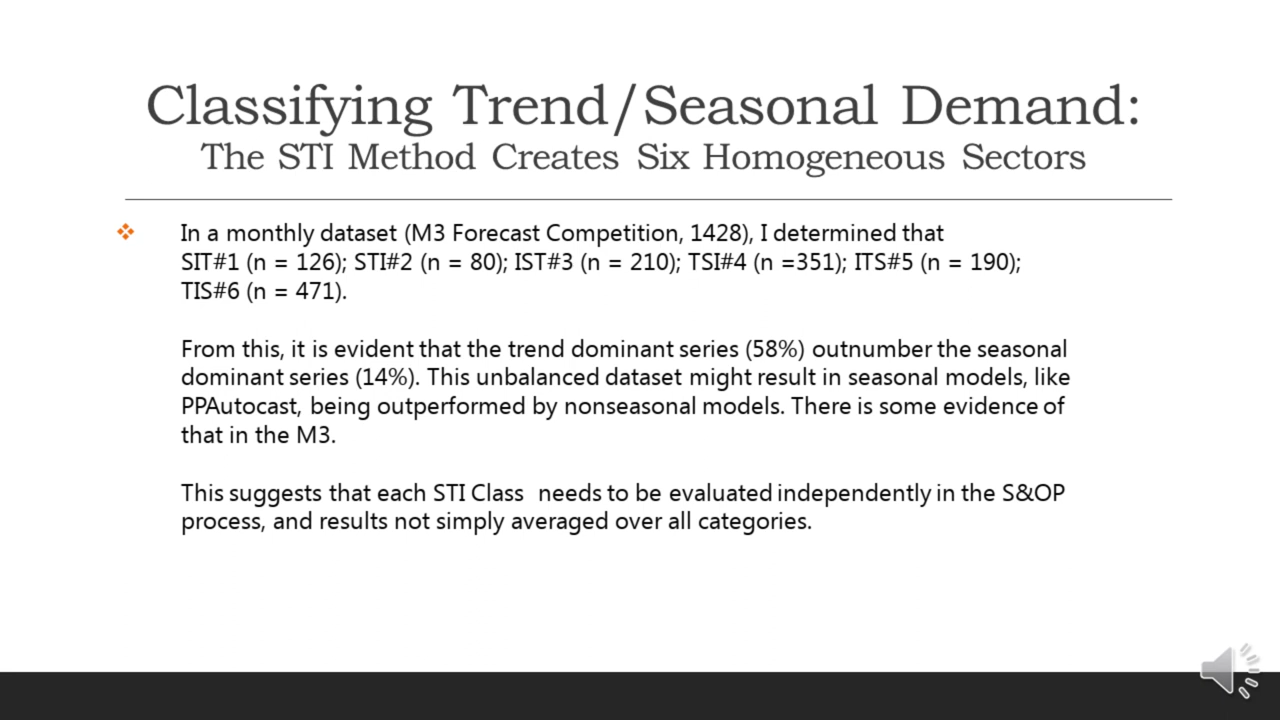 Classifying Trend/Seasonal Demand:
The STI Method Creates Six Homogeneous Sectors
In a monthly dataset (M3 Forecast Competition, 1428), I determined that
SIT#1 (n = 126); STI#2 (n = 80); IST#3 (n = 210); TSI#4 (n =351); ITS#5 (n = 190);
TIS#6 (n = 471).
From this, it is evident that the trend dominant series (58%) outnumber the seasonal
dominant series (14%). This unbalanced dataset might result in seasonal models, like
PPAutocast, being outperformed by nonseasonal models. There is some evidence of
that in the M3.
This suggests that each STI Class needs to be evaluated independently in the S&OP
process, and results not simply averaged over all categories.